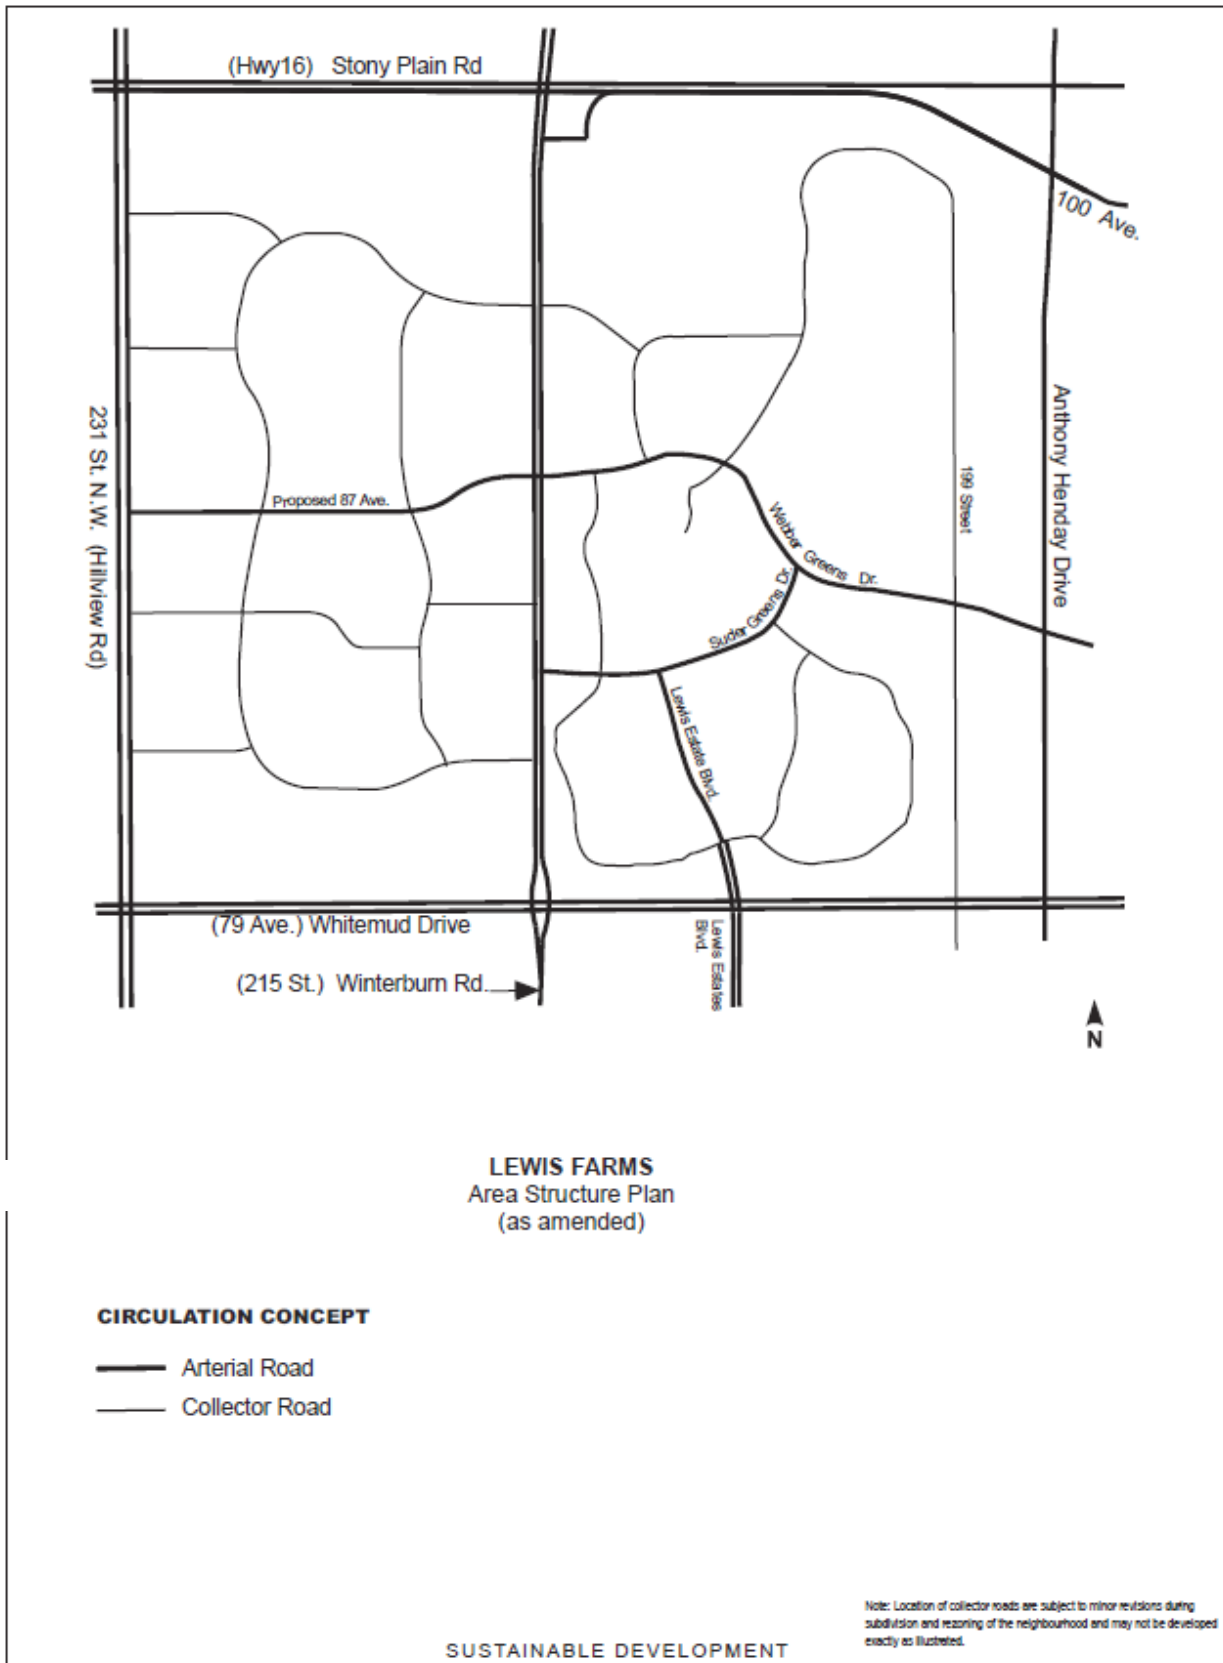 (Hwy16) Stony Plain Rd
100 Ave.
231 St. N.W. (Hillview Rd)
Anthony Henday Drive
199 Street
Proposed 87 Ave.
Webber Greens Dr.
Suder Greens Dr.
Lewis Estate Blvd.
(79 Ave.) Whitemud Drive
Lewis Estates
Blvd.
(215 St.) Winterburn Rd.
N
LEWIS FARMS
Area Structure Plan
(as amended)
CIRCULATION CONCEPT
Arterial Road
Collector Road
Note: Location of collector roads are subject to minor revisions during
subdivision and rezoning of the neighbourhood and may not be developed
exactly as illustrated.
SUSTAINABLE DEVELOPMENT